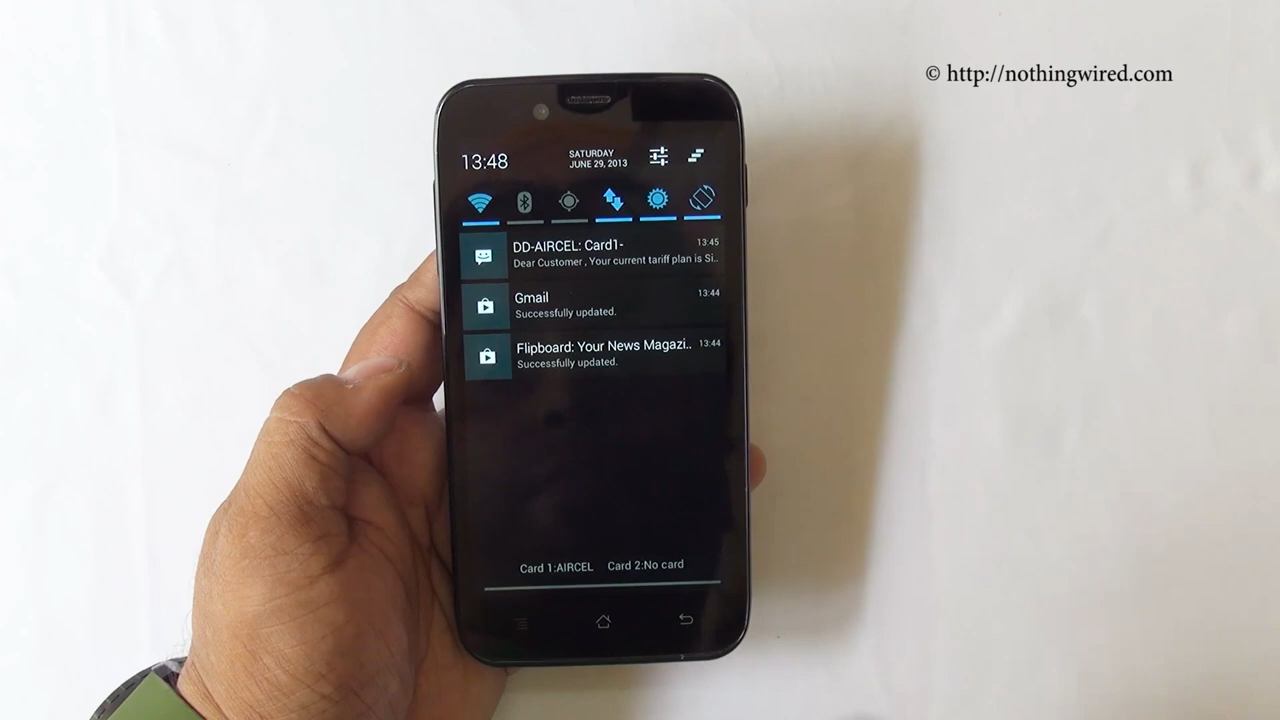 © http://nothingwired.com
13:48
SATURDAY
JUNE 29, 2013
DD-AIRCEL: Card1-
13:45
Dear Customer , Your current tariff plan is Si..
Gmail
13:44
Successfully updated.
Flipboard: Your News Magazi..
13:44
Successfully updated.
Card 1:AIRCEL Card 2:No card